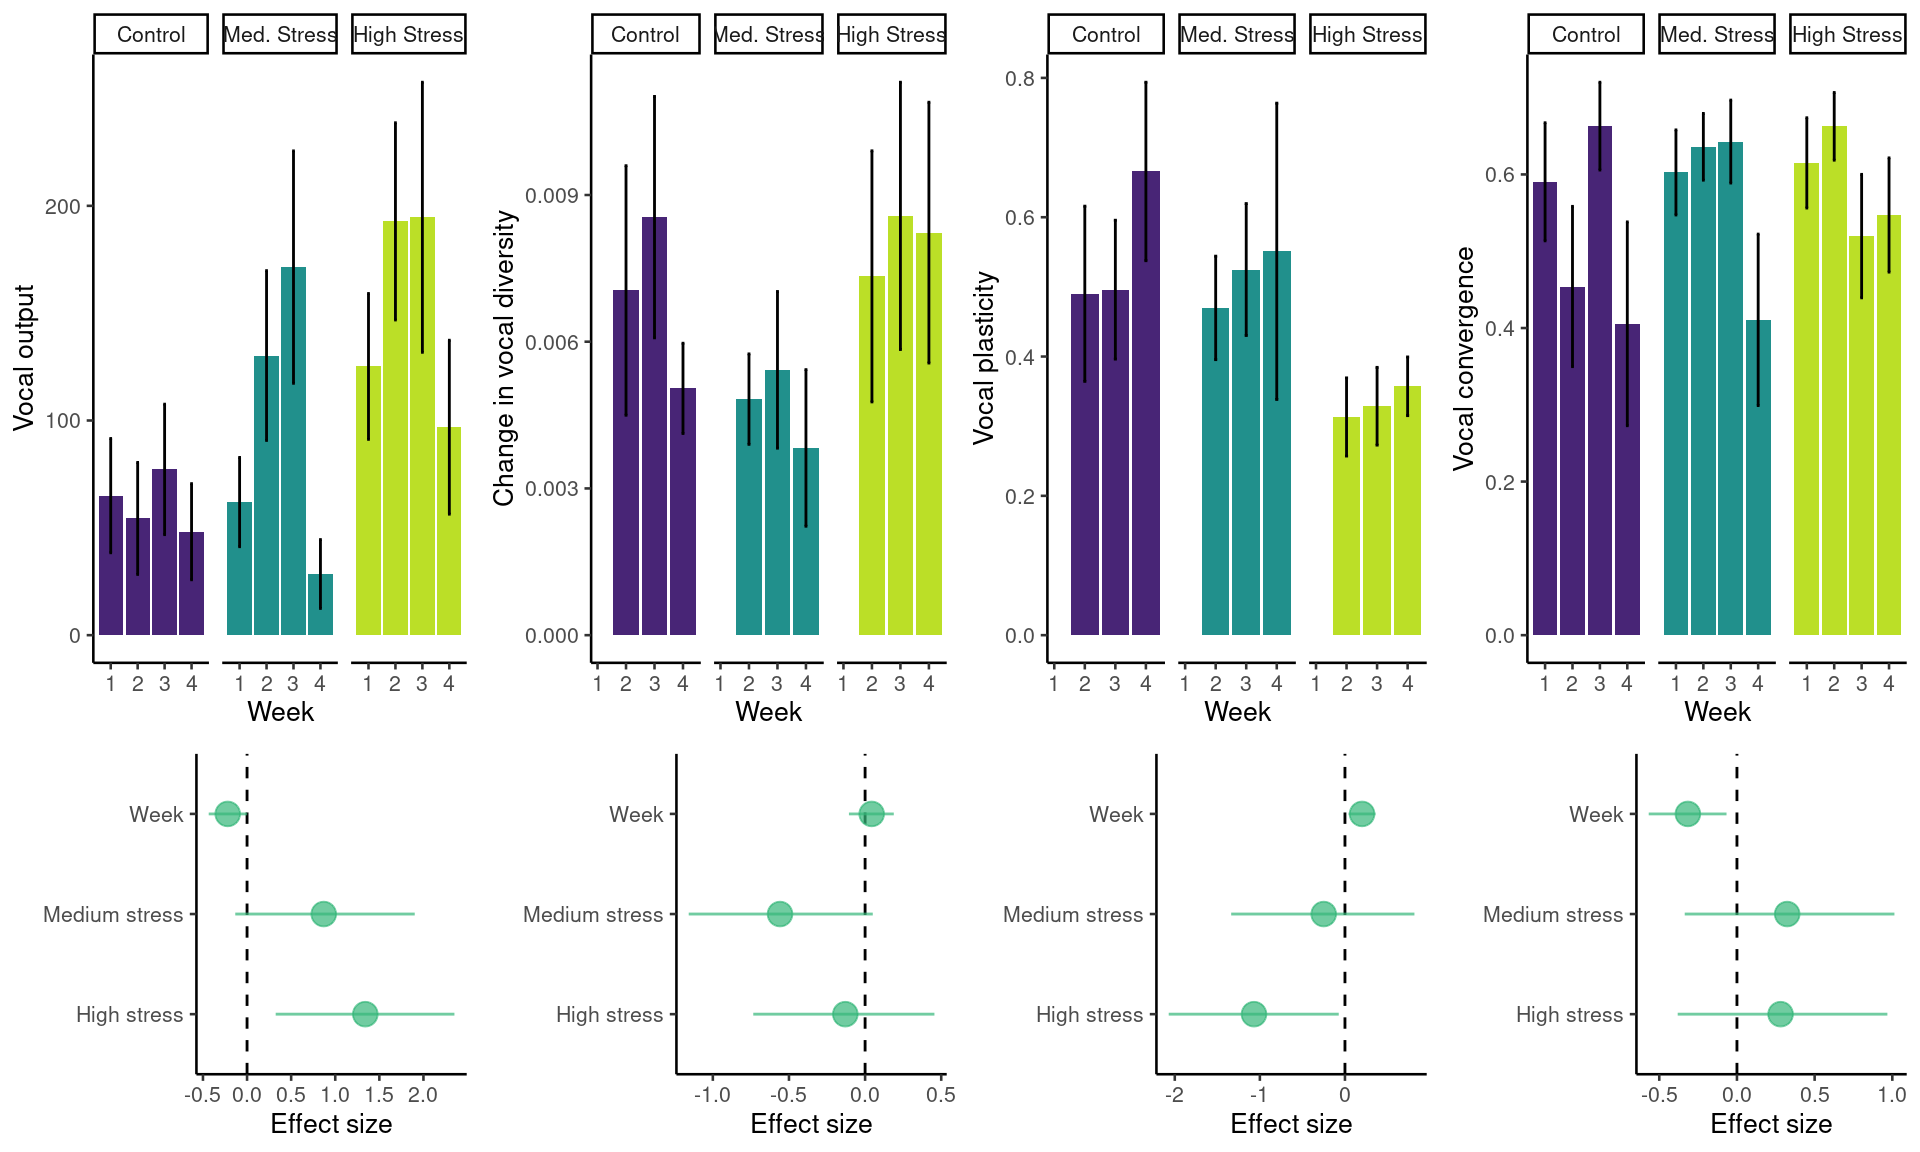 Control Med. Stress High Stress
Control Med. Stress High Stress
Control Med. Stress High Stress
Control Med. Stress High Stress
Vocal output
200
100
0
1 2 3 4 1 2 3 4 1 2 3 4
Week
Change in vocal diversity
0.009
0.006
0.003
0.000
1 2 3 4 1 2 3 4 1 2 3 4
Week
Vocal plasticity
0.8
0.6
0.4
0.2
0.0
1 2 3 4 1 2 3 4 1 2 3 4
Week
Vocal convergence
0.6
0.4
0.2
0.0
1 2 3 4 1 2 3 4 1 2 3 4
Week
Week
Medium stress
High stress
-0.5 0.0 0.5 1.0 1.5 2.0
Effect size
Week
Medium stress
High stress
-1.0 -0.5 0.0 0.5
Effect size
Week
Medium stress
High stress
-2 -1 0
Effect size
Week
Medium stress
High stress
-0.5 0.0 0.5 1.0
Effect size